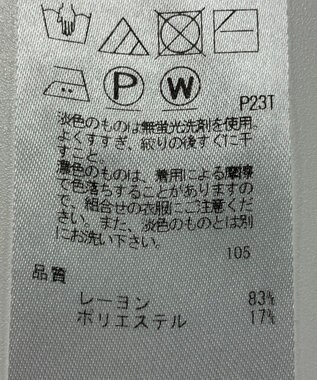 P W P23T
淡色のものは無蛍光洗剤を使用。
よくすすぎ、絞りの後すぐに干
すこと。
濃色のものは、着用による摩擦
で色落ちすることがありますの
で、組合せの衣服にご注意くだ
さい。また、淡色のものとは別
にお洗い下さい。
105
品質
レーヨン 83%
ポリエステル 17%